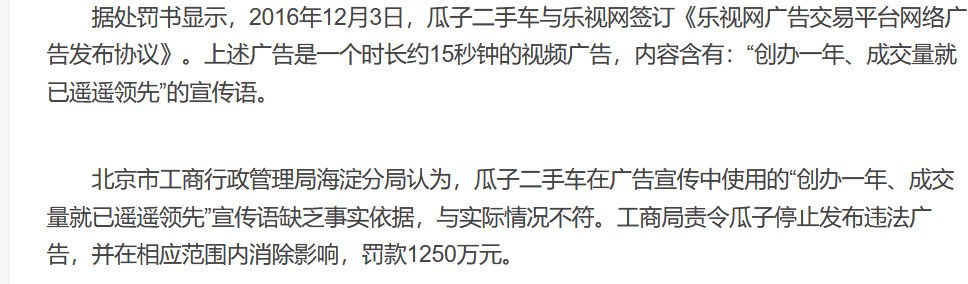 据处罚书显示，2016年12月3日，瓜子二手车与乐视网签订《乐视网广告交易平台网络广
告发布协议》。上述广告是一个时长约15秒钟的视频广告，内容含有：“创办一年、成交量就
已遥遥领先”的宣传语。
北京市工商行政管理局海淀分局认为，瓜子二手车在广告宣传中使用的“创办一年、成交
量就已遥遥领先”宣传语缺乏事实依据，与实际情况不符。工商局责令瓜子停止发布违法广
告，并在相应范围内消除影响，罚款1250万元。